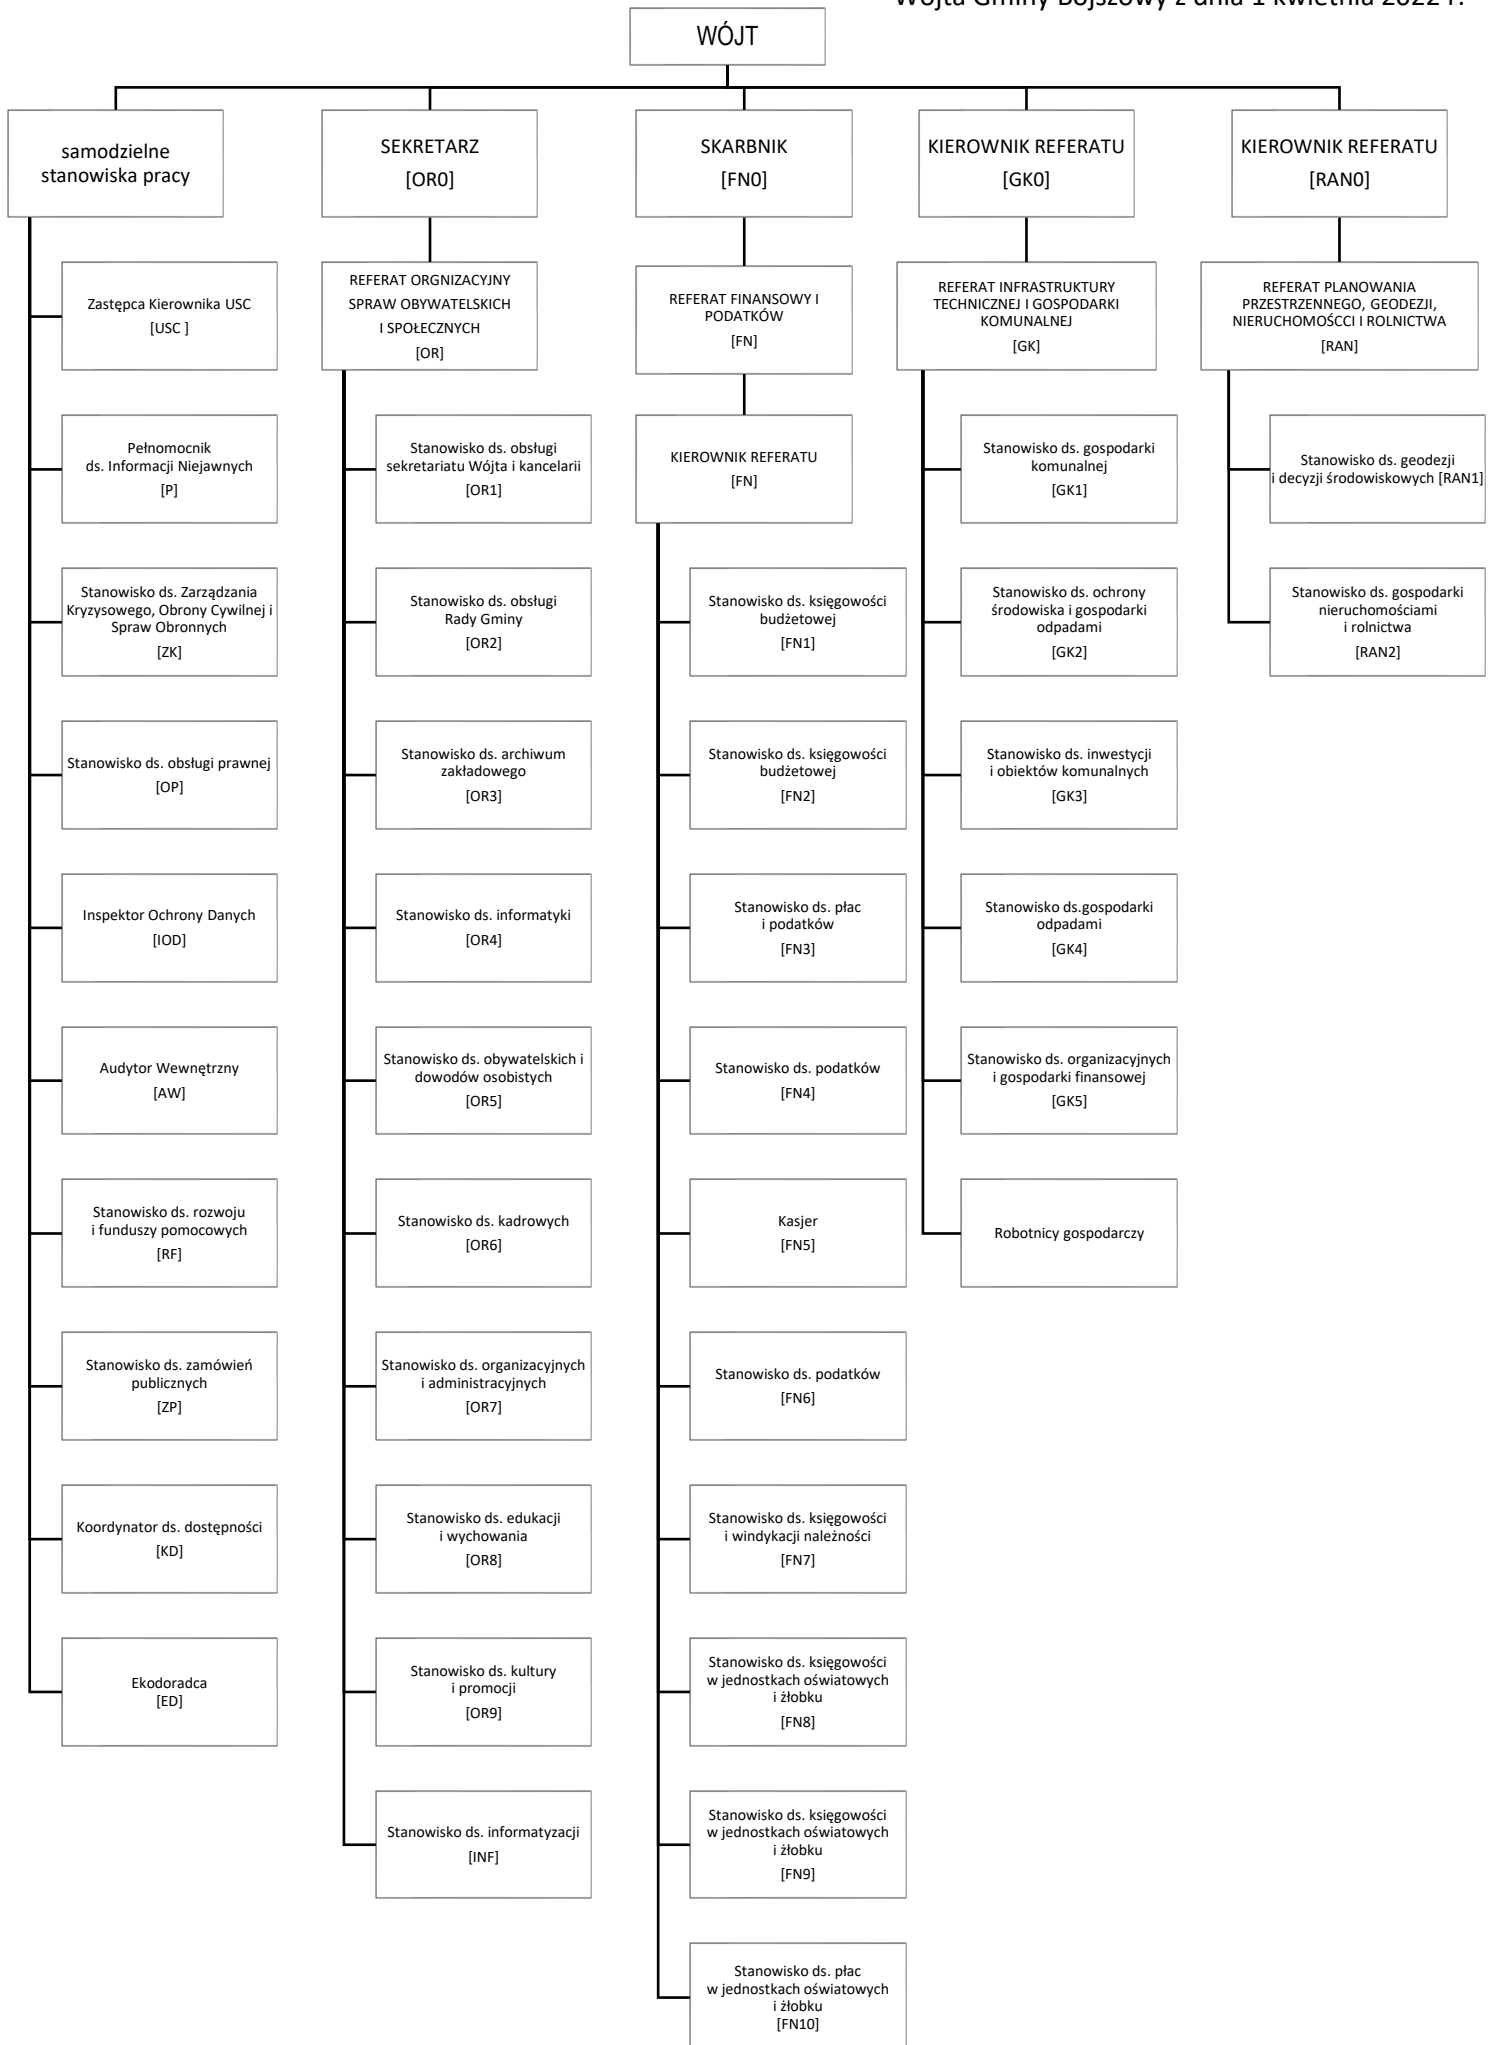 Wójta Gminy Bojszowy z dnia 1 kwietnia 2022 r.
WÓJT
samodzielne
stanowiska pracy
SEKRETARZ
[OR0]
SKARBNIK
[FN0]
KIEROWNIK REFERATU
[GK0]
KIEROWNIK REFERATU
[RAN0]
Zastępca Kierownika USC
[USC ]
Pełnomocnik
ds. Informacji Niejawnych
[P]
Stanowisko ds. Zarządzania
Kryzysowego, Obrony Cywilnej i
Spraw Obronnych
[ZK]
Stanowisko ds. obsługi prawnej
[OP]
Inspektor Ochrony Danych
[IOD]
Audytor Wewnętrzny
[AW]
Stanowisko ds. rozwoju
i funduszy pomocowych
[RF]
Stanowisko ds. zamówień
publicznych
[ZP]
Koordynator ds. dostępności
[KD]
Ekodoradca
[ED]
REFERAT ORGNIZACYJNY
SPRAW OBYWATELSKICH
I SPOŁECZNYCH
[OR]
Stanowisko ds. obsługi
sekretariatu Wójta i kancelarii
[OR1]
Stanowisko ds. obsługi
Rady Gminy
[OR2]
Stanowisko ds. archiwum
zakładowego
[OR3]
Stanowisko ds. informatyki
[OR4]
Stanowisko ds. obywatelskich i
dowodów osobistych
[OR5]
Stanowisko ds. kadrowych
[OR6]
Stanowisko ds. organizacyjnych
i administracyjnych
[OR7]
Stanowisko ds. edukacji
i wychowania
[OR8]
Stanowisko ds. kultury
i promocji
[OR9]
Stanowisko ds. informatyzacji
[INF]
REFERAT FINANSOWY I
PODATKÓW
[FN]
KIEROWNIK REFERATU
[FN]
Stanowisko ds. księgowości
budżetowej
[FN1]
Stanowisko ds. księgowości
budżetowej
[FN2]
Stanowisko ds. płac
i podatków
[FN3]
Stanowisko ds. podatków
[FN4]
Kasjer
[FN5]
Stanowisko ds. podatków
[FN6]
Stanowisko ds. księgowości
i windykacji należności
[FN7]
Stanowisko ds. księgowości
w jednostkach oświatowych
i żłobku
[FN8]
Stanowisko ds. księgowości
w jednostkach oświatowych
i żłobku
[FN9]
Stanowisko ds. płac
w jednostkach oświatowych
i żłobku
[FN10]
REFERAT INFRASTRUKTURY
TECHNICZNEJ I GOSPODARKI
KOMUNALNEJ
[GK]
Stanowisko ds. gospodarki
komunalnej
[GK1]
Stanowisko ds. ochrony
środowiska i gospodarki
odpadami
[GK2]
Stanowisko ds. inwestycji
i obiektów komunalnych
[GK3]
Stanowisko ds.gospodarki
odpadami
[GK4]
Stanowisko ds. organizacyjnych
i gospodarki finansowej
[GK5]
Robotnicy gospodarczy
REFERAT PLANOWANIA
PRZESTRZENNEGO, GEODEZJI,
NIERUCHOMOŚCCI I ROLNICTWA
[RAN]
Stanowisko ds. geodezji
i decyzji środowiskowych [RAN1]
Stanowisko ds. gospodarki
nieruchomościami
i rolnictwa
[RAN2]